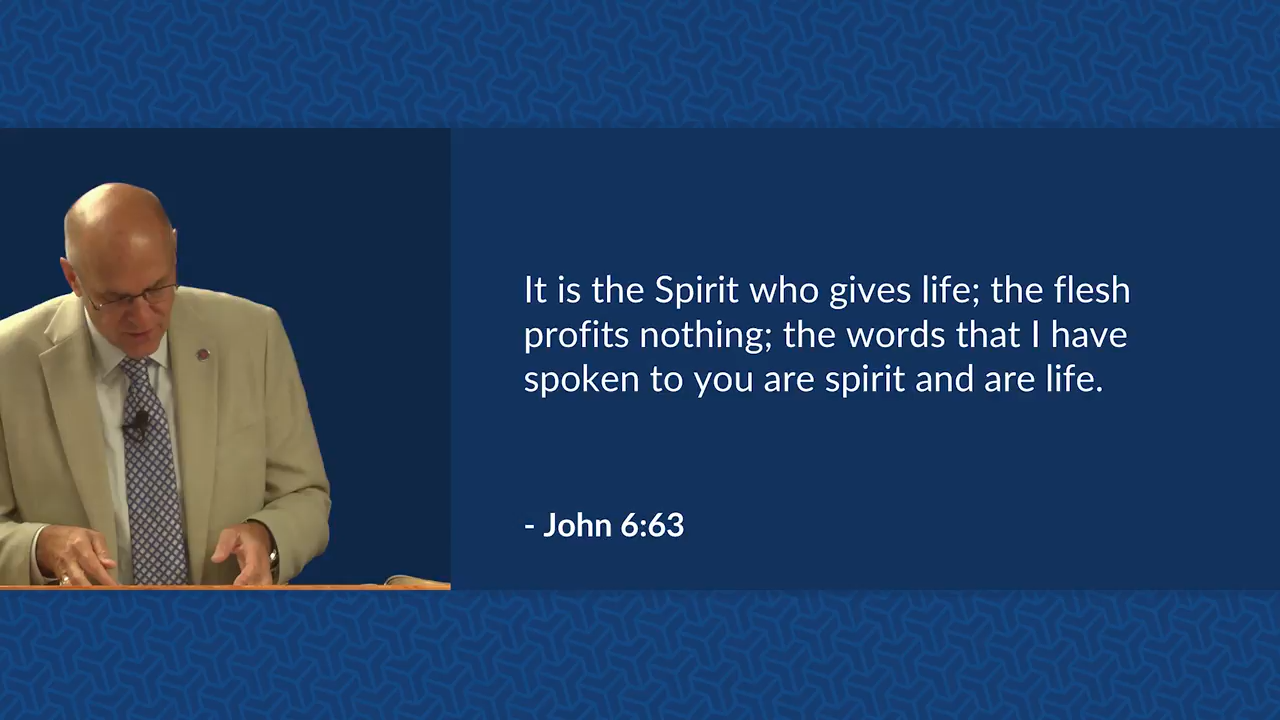 It is the Spirit who gives life; the flesh
profits nothing; the words that I have
spoken to you are spirit and are life.
- John 6:63